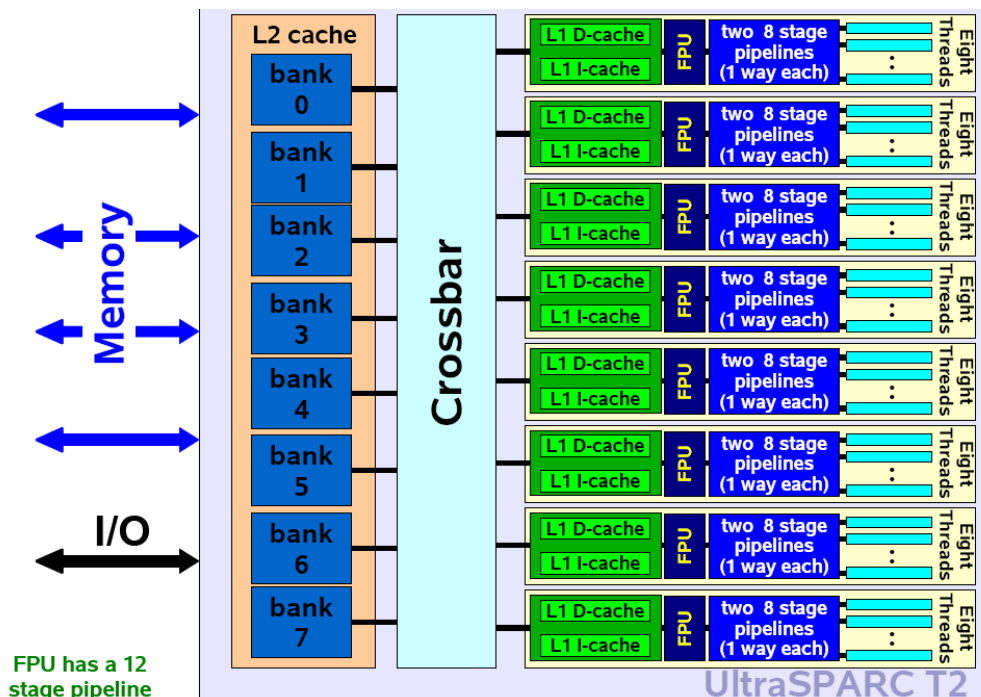 L2 cache
bank
0
bank
1
bank
2
bank
3
bank
4
bank
5
bank
6
bank
7
Memory
I/O
FPU has a 12
stage pipeline
Crossbar
L1 D-cache
L1 I-cache
FPU
two 8 stage
pipelines
(1 way each)
:
Eight
Threads
L1 D-cache
L1 I-cache
FPU
two 8 stage
pipelines
(1 way each)
:
Eight
Threads
L1 D-cache
L1 I-cache
FPU
two 8 stage
pipelines
(1 way each)
:
Eight
Threads
L1 D-cache
L1 I-cache
FPU
two 8 stage
pipelines
(1 way each)
:
Eight
Threads
L1 D-cache
L1 I-cache
FPU
two 8 stage
pipelines
(1 way each)
:
Eight
Threads
L1 D-cache
L1 I-cache
FPU
two 8 stage
pipelines
(1 way each)
:
Eight
Threads
L1 D-cache
L1 I-cache
FPU
two 8 stage
pipelines
(1 way each)
:
Eight
Threads
L1 D-cache
L1 I-cache
FPU
two 8 stage
pipelines
(1 way each)
:
Eight
Threads
UltraSPARC T2